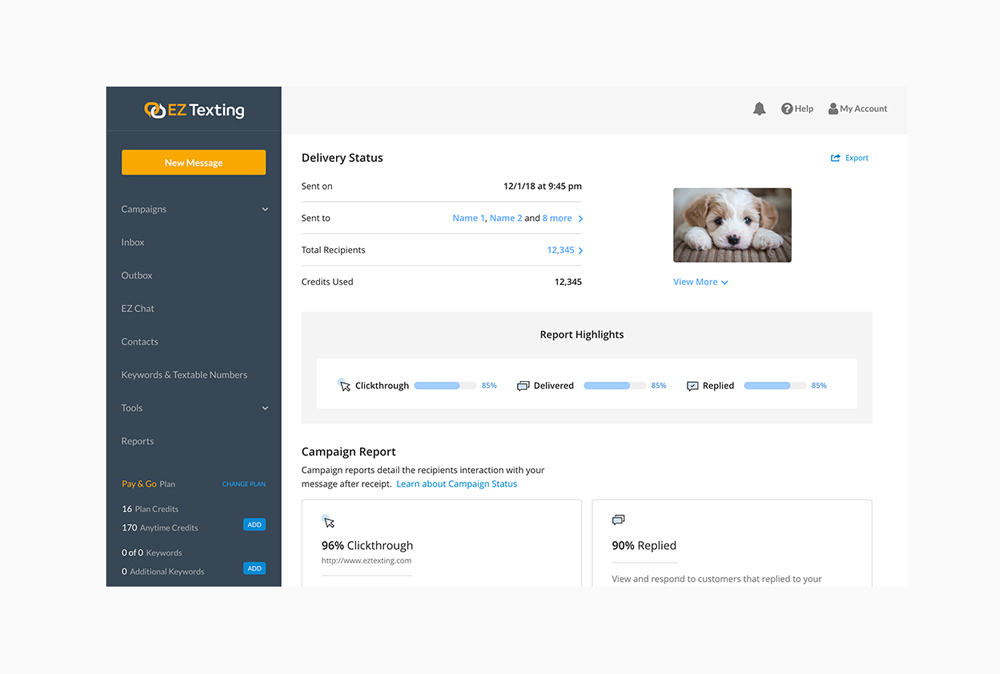 EZ Texting
Help
My Account
New Message
Campaigns
Inbox
Outbox
EZ Chat
Contacts
Keywords & Textable Numbers
Tools
Reports
Pay & Go Plan
CHANGE PLAN
16 Plan Credits
170 Anytime Credits
ADD
0 of 0 Keywords
0 Additional Keywords
ADD
Delivery Status
Export
Sent on
12/1/18 at 9:45 pm
Sent to
Name 1, Name 2 and 8 more
Total Recipients
12,345
Credits Used
12,345
View More
Report Highlights
Clickthrough
85%
Delivered
85%
Replied
85%
Campaign Report
Campaign reports detail the recipients interaction with your
message after receipt. Learn about Campaign Status
96% Clickthrough
http://www.eztexting.com
90% Replied
View and respond to customers that replied to your